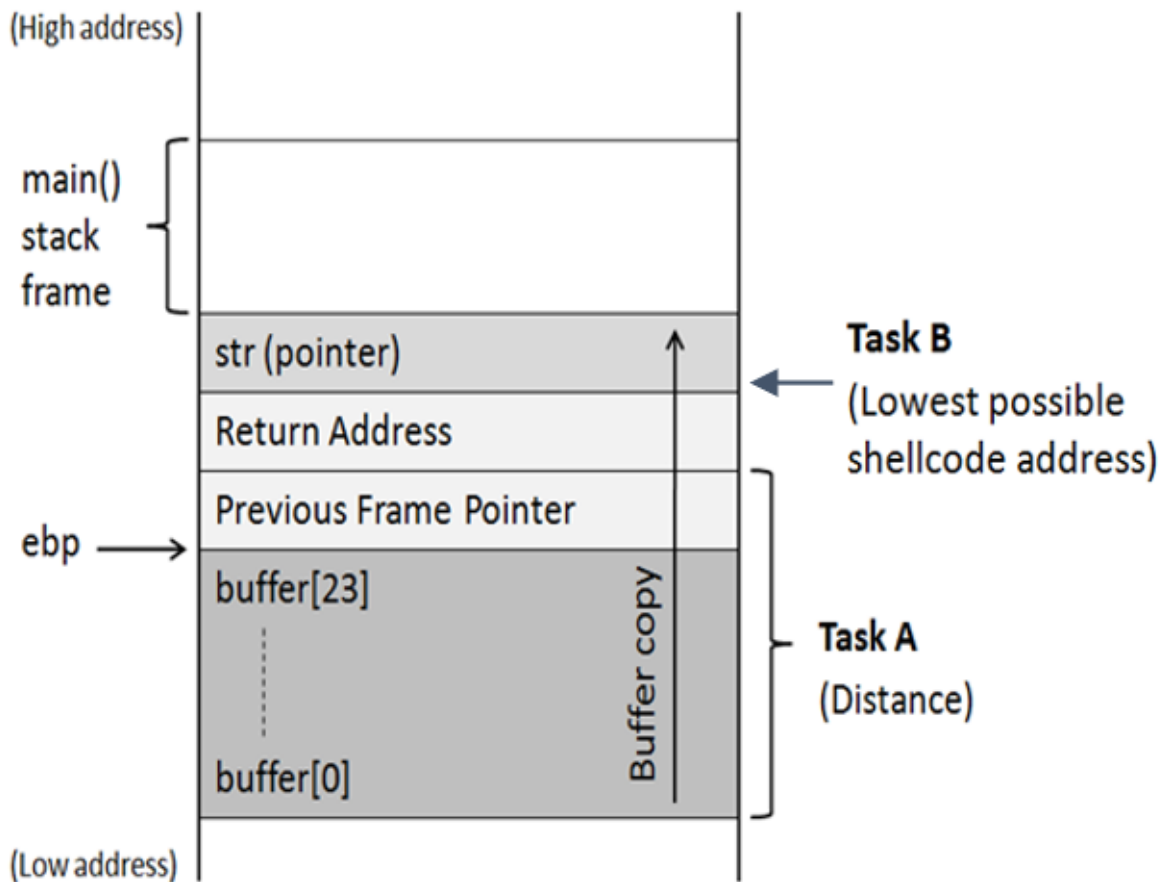 (High address)
main()
stack
frame
str (pointer)
Return Address
Previous Frame Pointer
ebp
buffer[23]
buffer[0]
Buffer copy
Task B
(Lowest possible
shellcode address)
Task A
(Distance)
(Low address)